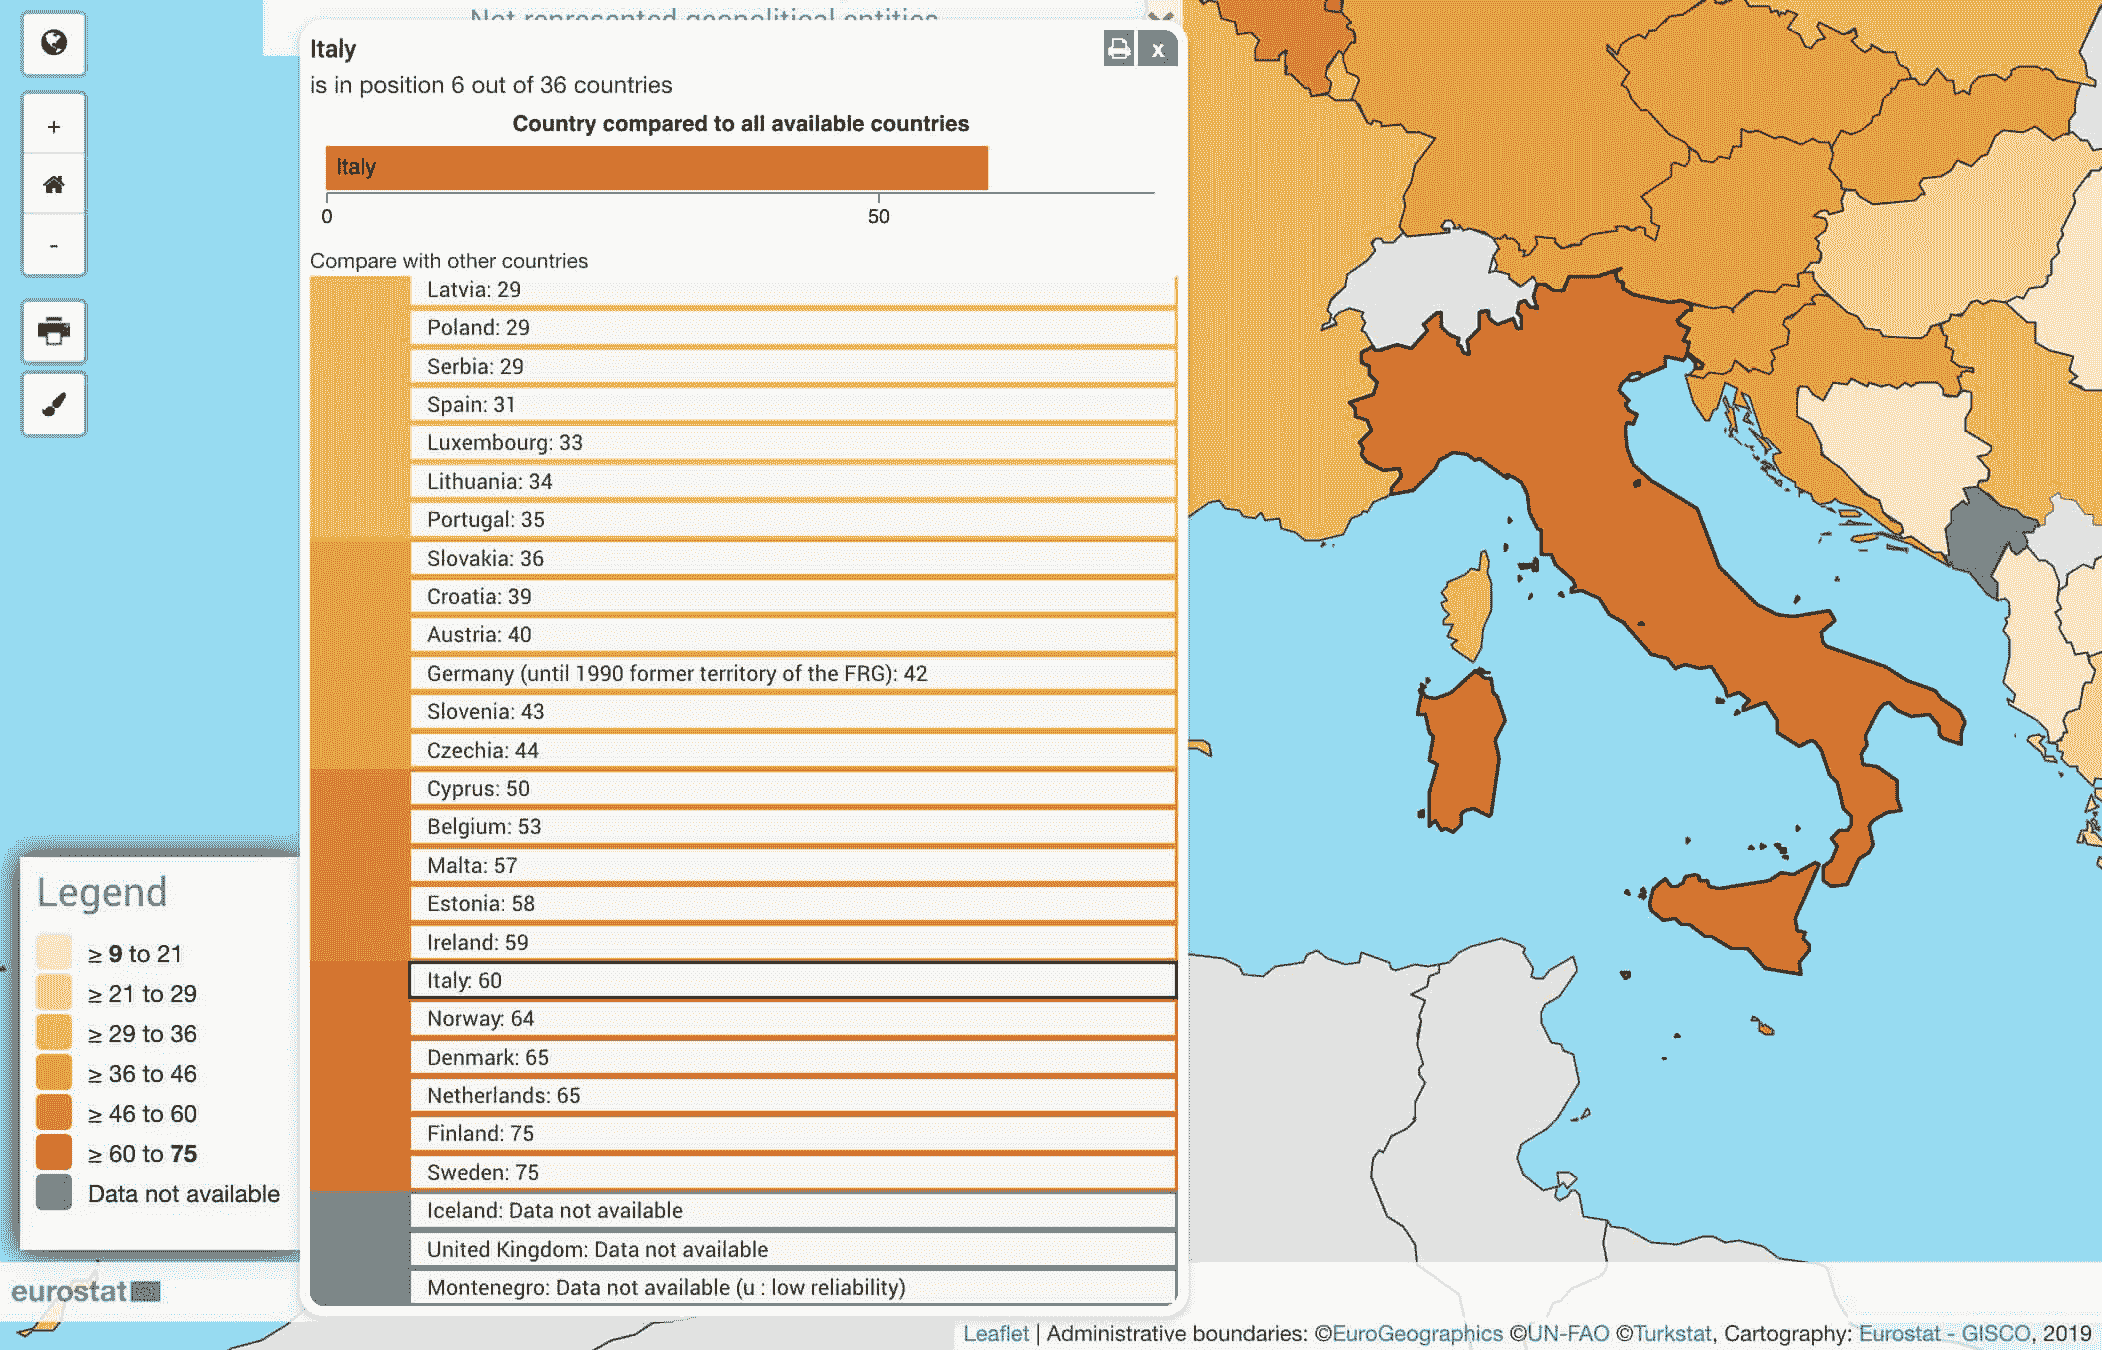 Not represented geopolitical entities
Italy
x
is in position 6 out of 36 countries
Country compared to all available countries
Italy
0
50
Compare with other countries
Latvia: 29
Poland: 29
Serbia: 29
Spain: 31
Luxembourg: 33
Lithuania: 34
Portugal: 35
Slovakia: 36
Croatia: 39
Austria: 40
Germany (until 1990 former territory of the FRG): 42
Slovenia: 43
Czechia: 44
Cyprus: 50
Belgium: 53
Malta: 57
Estonia: 58
Ireland: 59
Italy: 60
Norway: 64
Denmark: 65
Netherlands: 65
Finland: 75
Sweden: 75
Iceland: Data not available
United Kingdom: Data not available
Montenegro: Data not available (u : low reliability)
+
-
Legend
≥ 9 to 21
≥ 21 to 29
≥ 29 to 36
≥ 36 to 46
≥ 46 to 60
≥ 60 to 75
Data not available
eurostat
Leaflet | Administrative boundaries: ©EuroGeographics ©UN-FAO ©Turkstat, Cartography: Eurostat - GISCO, 2019